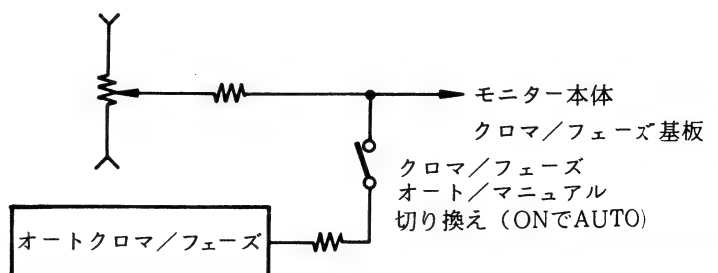 モニター本体
クロマ／フェーズ基板
クロマ／フェーズ
オート／マニュアル
切り換え（ONでAUTO）
オートクロマ／フェーズ